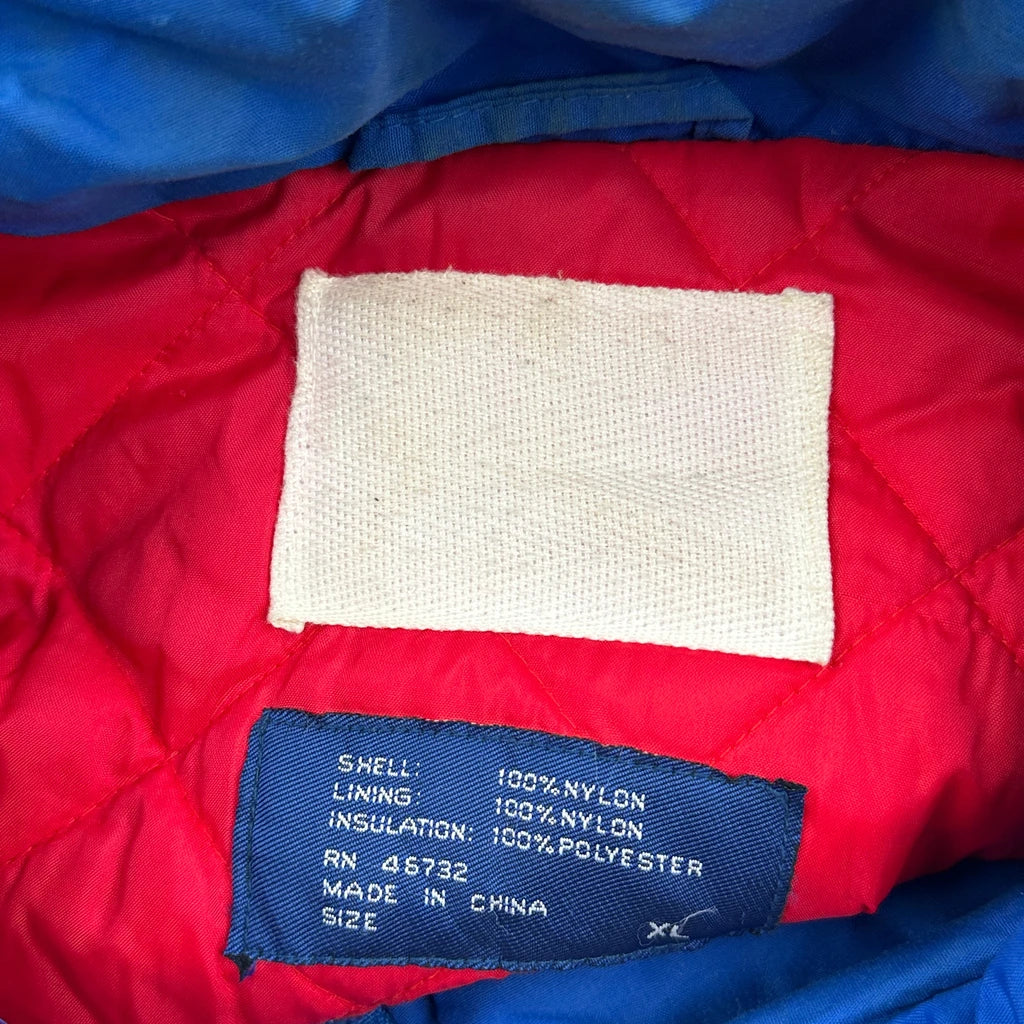 SHELL: 100% NYLON
LINING: 100% NYLON
INSULATION: 100% POLYESTER
RN 46732
MADE IN CHINA
SIZE XL